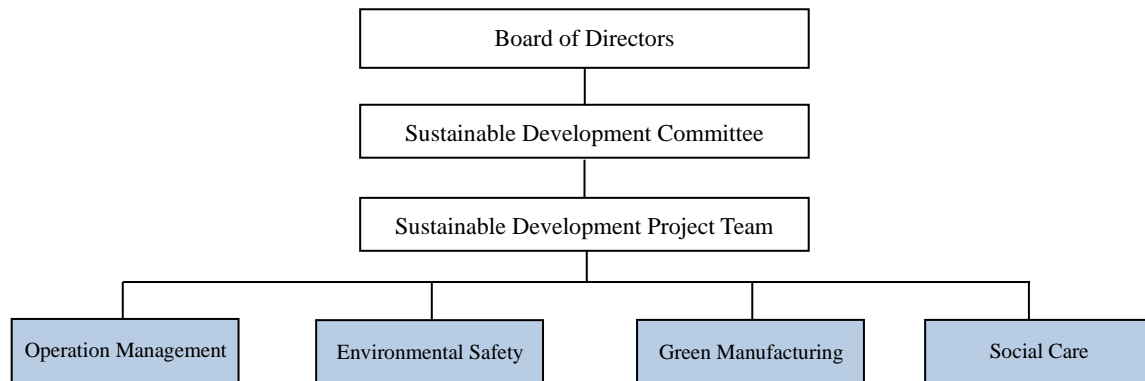 Board of Directors
Sustainable Development Committee
Sustainable Development Project Team
Operation Management
Environmental Safety
Green Manufacturing
Social Care